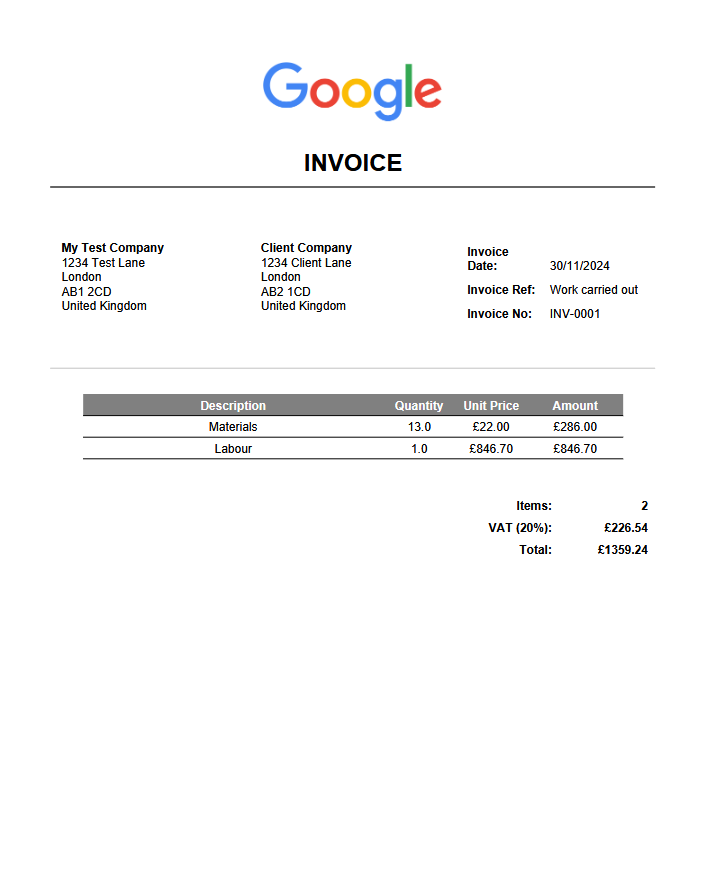 Google
INVOICE
My Test Company
1234 Test Lane
London
AB1 2CD
United Kingdom
Client Company
1234 Client Lane
London
AB2 1CD
United Kingdom
Invoice
Date: 30/11/2024
Invoice Ref: Work carried out
Invoice No: INV-0001
Description Quantity Unit Price Amount
Materials 13.0 £22.00 £286.00
Labour 1.0 £846.70 £846.70
Items: 2
VAT (20%): £226.54
Total: £1359.24